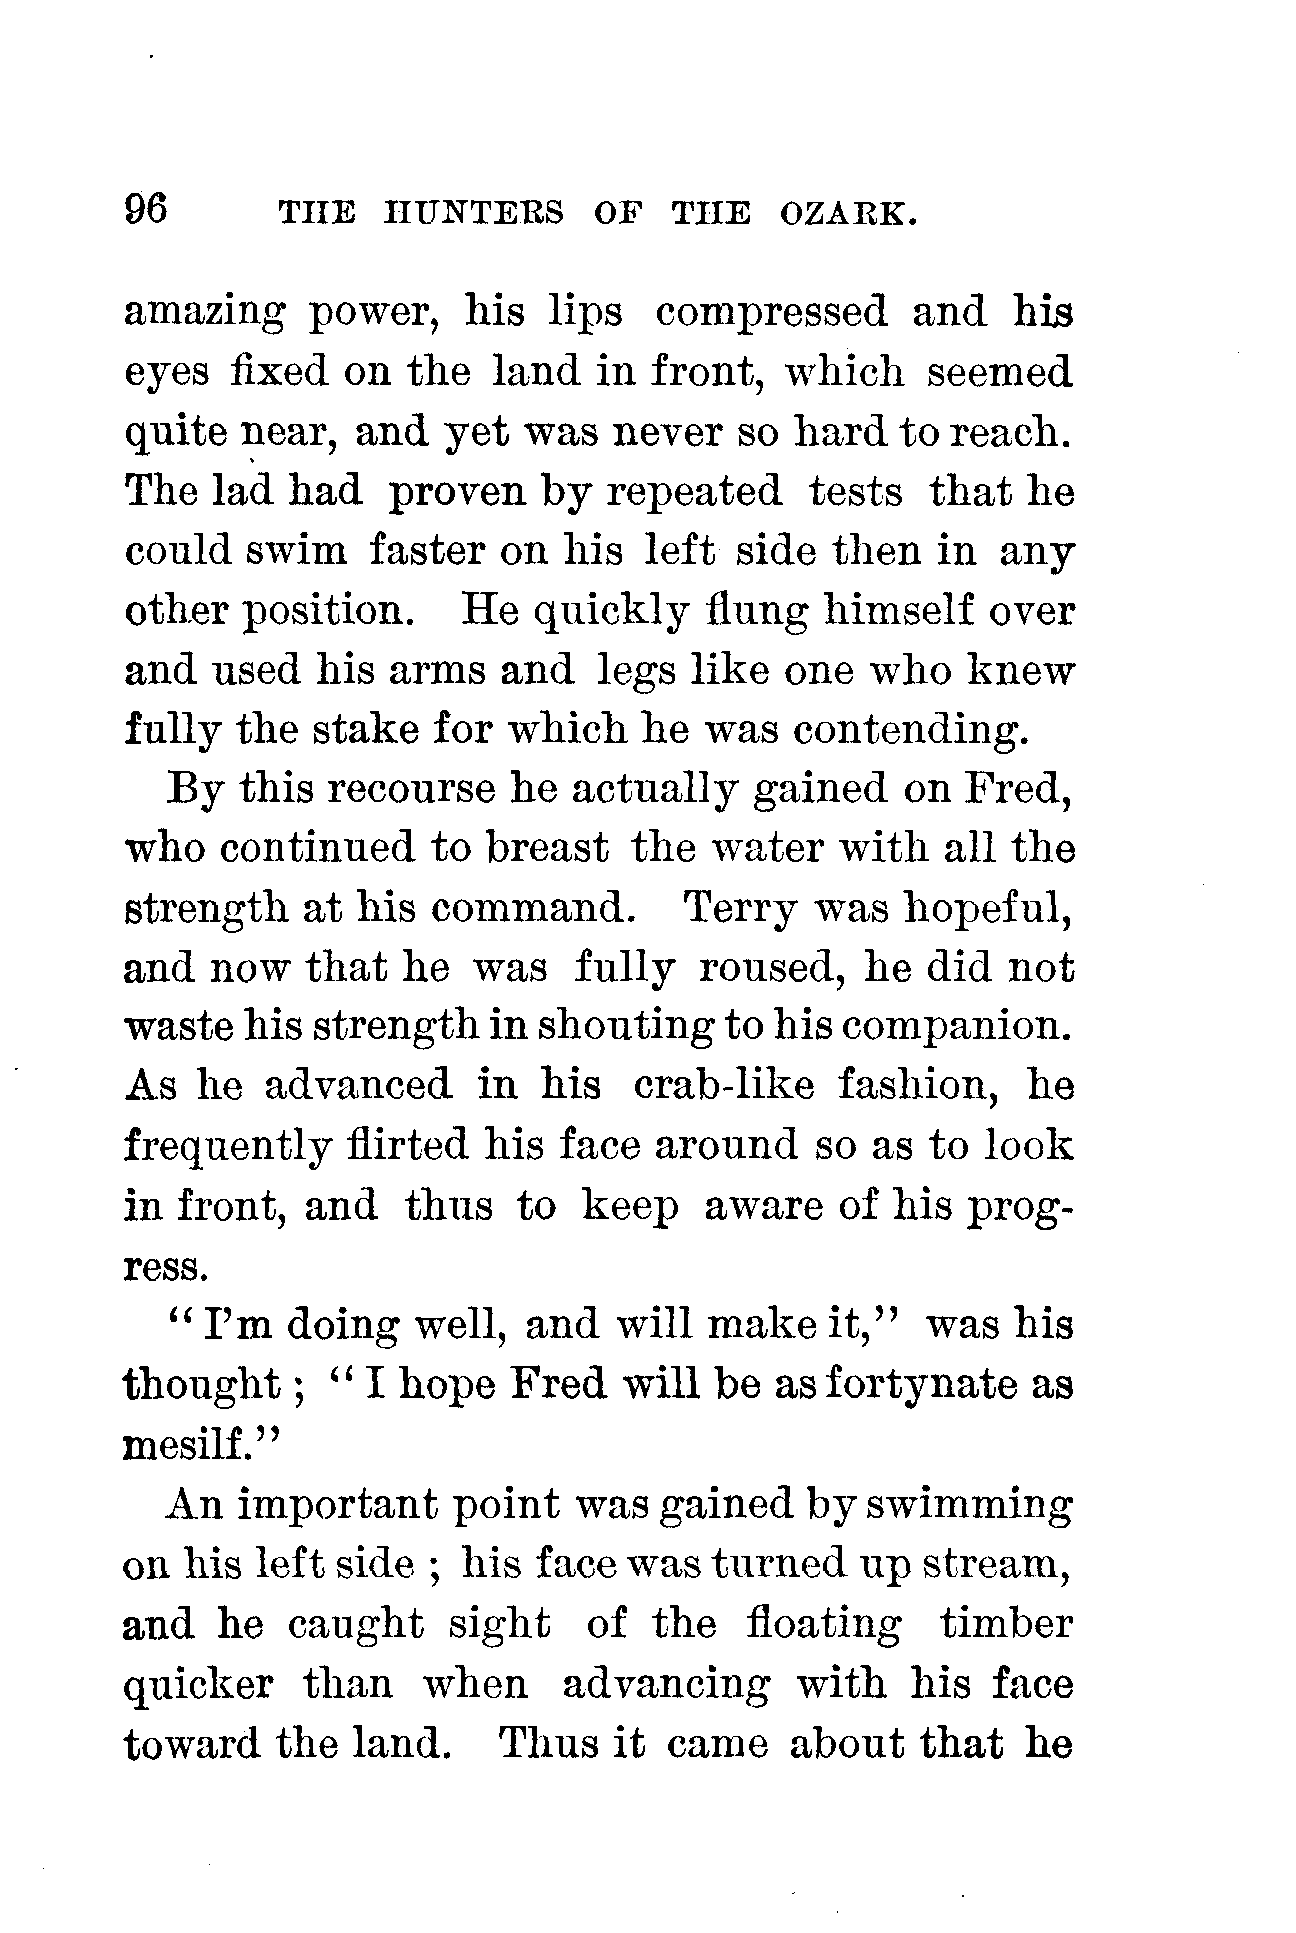 96 THE HUNTERS OF THE OZARK.
amazing power, his lips compressed and his
eyes fixed on the land in front, which seemed
quite near, and yet was never so hard to reach.
The lad had proven by repeated tests that he
could swim faster on his left side then in any
other position. He quickly flung himself over
and used his arms and legs like one who knew
fully the stake for which he was contending.
By this recourse he actually gained on Fred,
who continued to breast the water with all the
strength at his command. Terry was hopeful,
and now that he was fully roused, he did not
waste his strength in shouting to his companion.
As he advanced in his crab-like fashion, he
frequently flirted his face around so as to look
in front, and thus to keep aware of his prog-
ress.
“ I’m doing well, and will make it,” was his
thought ; “ I hope Fred will be as fortynate as
mesilf.”
An important point was gained by swimming
on his left side ; his face was turned up stream,
and he caught sight of the floating timber
quicker than when advancing with his face
toward the land. Thus it came about that he